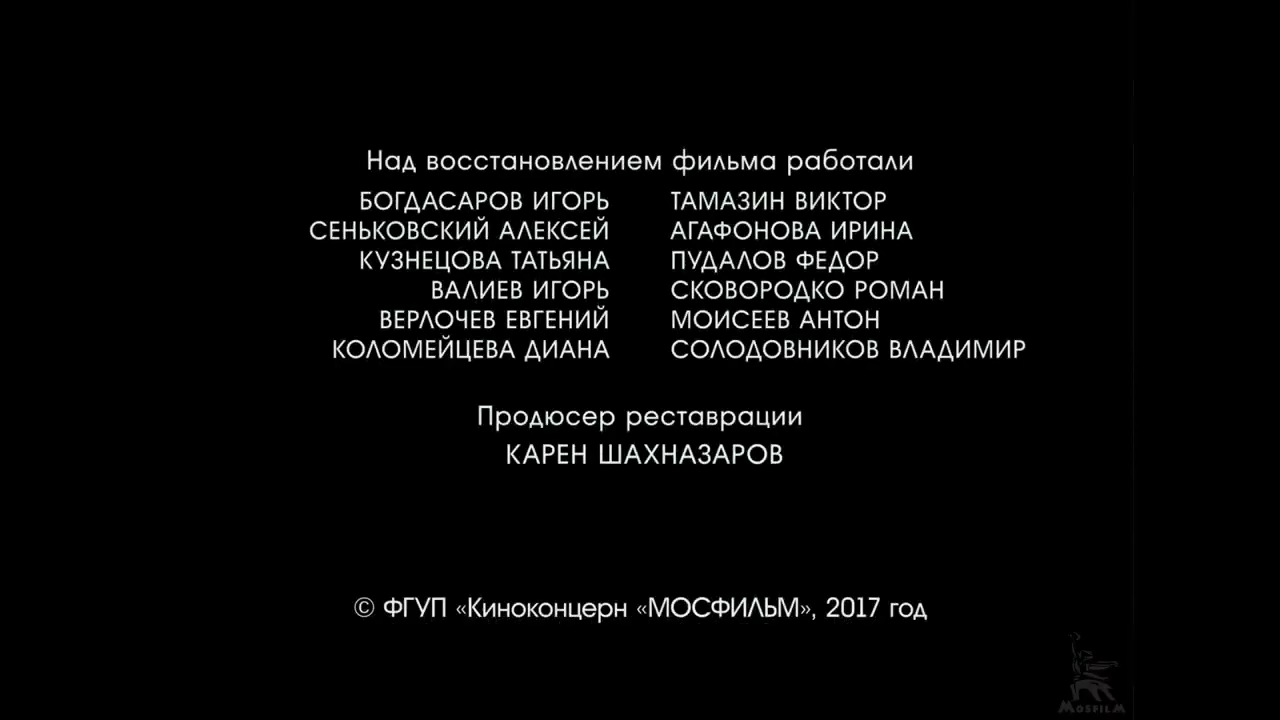 Над восстановлением фильма работали
БОГДАСАРОВ ИГОРЬ ТАМАЗИН ВИКТОР
СЕНЬКОВСКИЙ АЛЕКСЕЙ АГАФОНОВА ИРИНА
КУЗНЕЦОВА ТАТЬЯНА ПУДАЛОВ ФЕДОР
ВАЛИЕВ ИГОРЬ СКОВОРОДКО РОМАН
ВЕРЛОЧЕВ ЕВГЕНИЙ МОИСЕЕВ АНТОН
КОЛОМЕЙЦЕВА ДИАНА СОЛОДОВНИКОВ ВЛАДИМИР
Продюсер реставрации
КАРЕН ШАХНАЗАРОВ
© ФГУП «Киноконцерн «МОСФИЛЬМ», 2017 год
MOSFILM